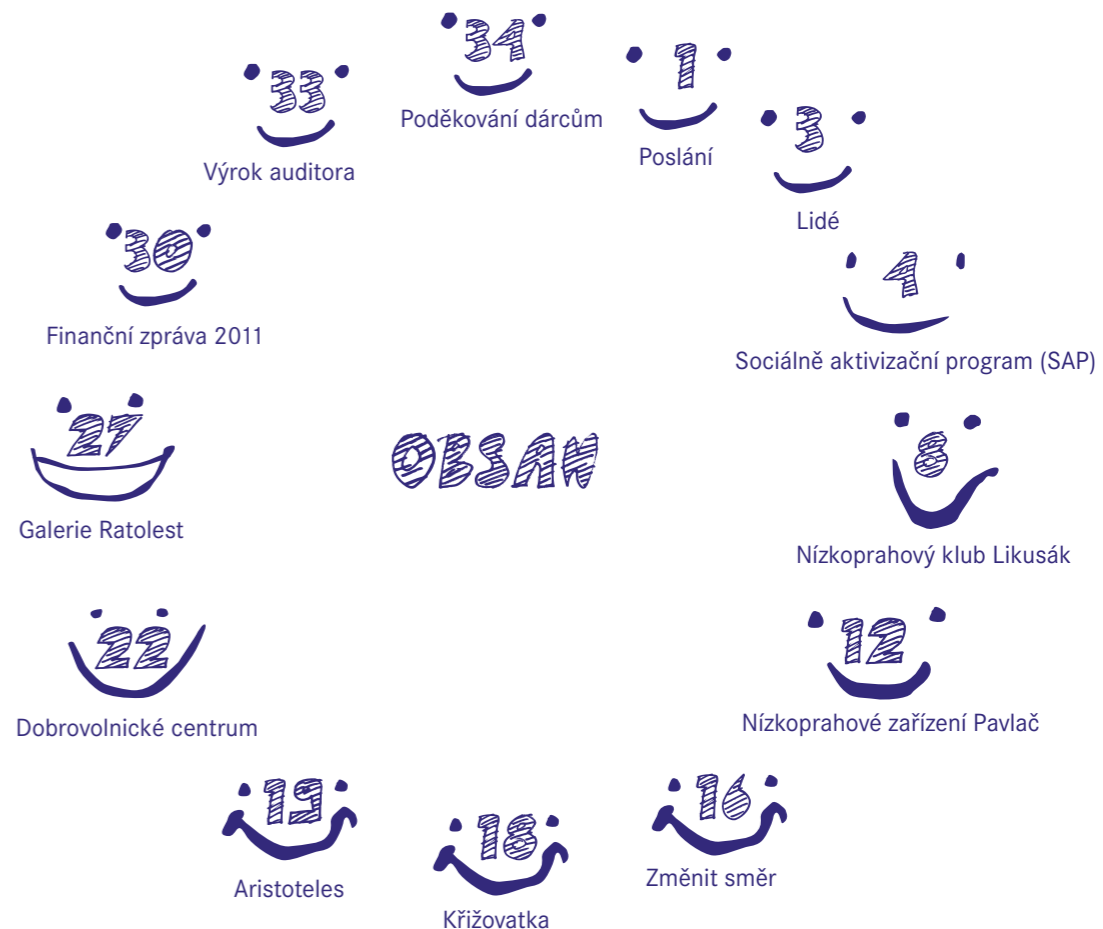 OBSAH
1
Poslání
3
Lidé
4
Sociálně aktivizační program (SAP)
8
Nízkoprahový klub Likusák
12
Nízkoprahové zařízení Pavlač
16
Změnit směr
18
Křižovatka
19
Aristoteles
22
Dobrovolnické centrum
27
Galerie Ratolest
30
Finanční zpráva 2011
33
Výrok auditora
34
Poděkování dárcům